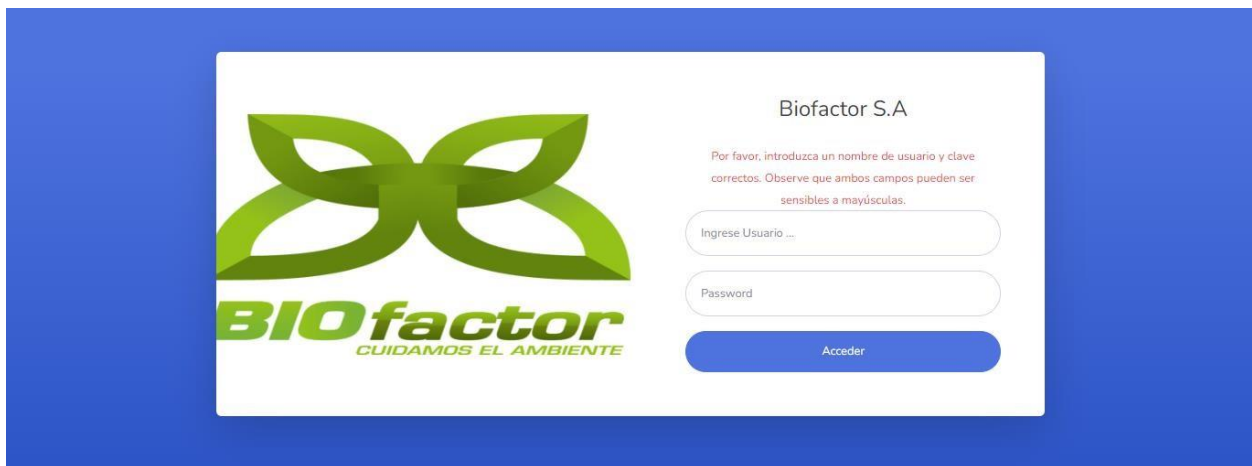 Biofactor S.A
Por favor, introduzca un nombre de usuario y clave
correctos. Observe que ambos campos pueden ser
sensibles a mayúsculas.
Ingrese Usuario ...
Password
Acceder
BIOfactor
CUIDAMOS EL AMBIENTE